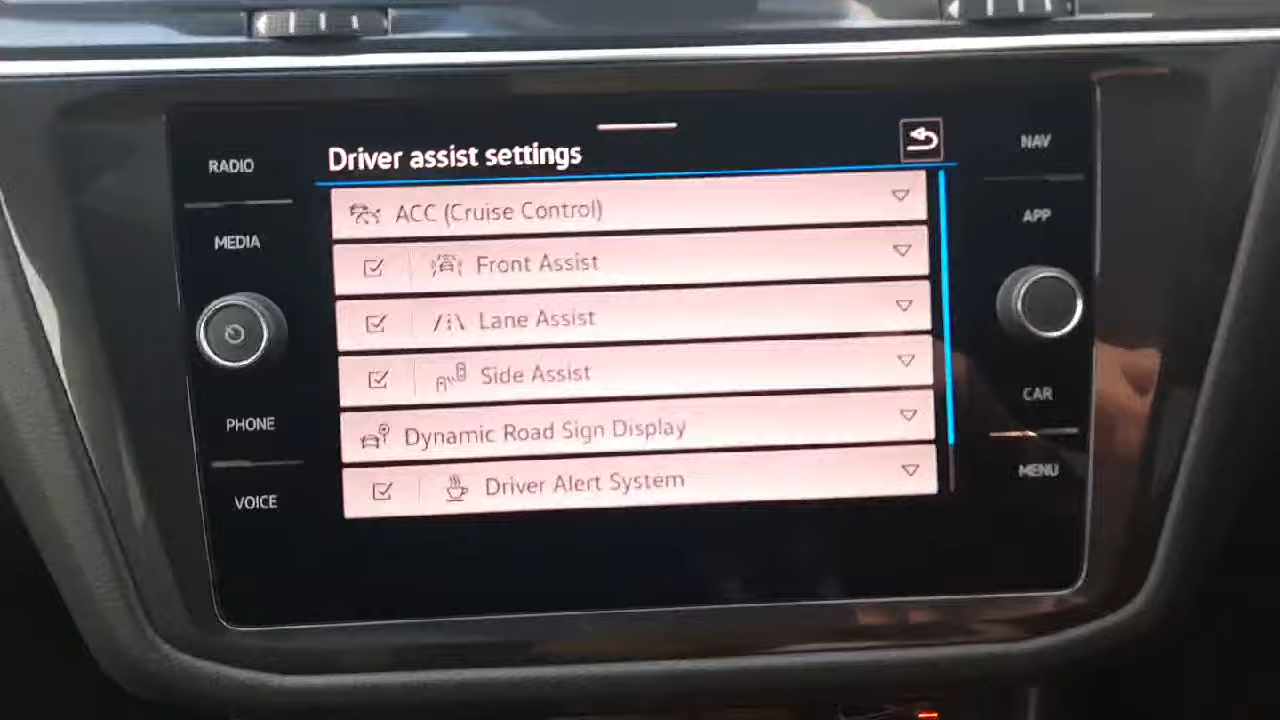 RADIO
MEDIA
PHONE
VOICE
Driver assist settings
ACC (Cruise Control)
Front Assist
Lane Assist
Side Assist
Dynamic Road Sign Display
Driver Alert System
NAV
APP
CAR
MENU